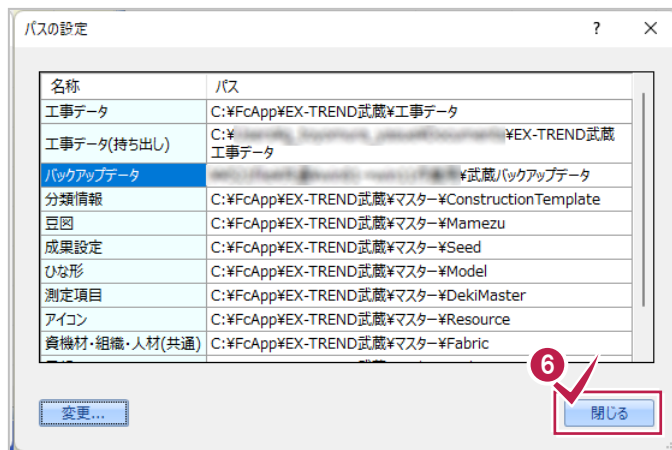 パスの設定 ? ×
名称 パス
工事データ C:¥FcApp¥EX-TREND武蔵¥工事データ
工事データ(持ち出し) C:¥ ¥EX-TREND武蔵
工事データ
バックアップデータ ¥武蔵バックアップデータ
分類情報 C:¥FcApp¥EX-TREND武蔵¥マスター¥ConstructionTemplate
豆図 C:¥FcApp¥EX-TREND武蔵¥マスター¥Mamezu
成果設定 C:¥FcApp¥EX-TREND武蔵¥マスター¥Seed
ひな形 C:¥FcApp¥EX-TREND武蔵¥マスター¥Model
測定項目 C:¥FcApp¥EX-TREND武蔵¥マスター¥DekiMaster
アイコン C:¥FcApp¥EX-TREND武蔵¥マスター¥Resource
資機材・組織・人材(共通) C:¥FcApp¥EX-TREND武蔵¥マスター¥Fabric
6
変更... 閉じる